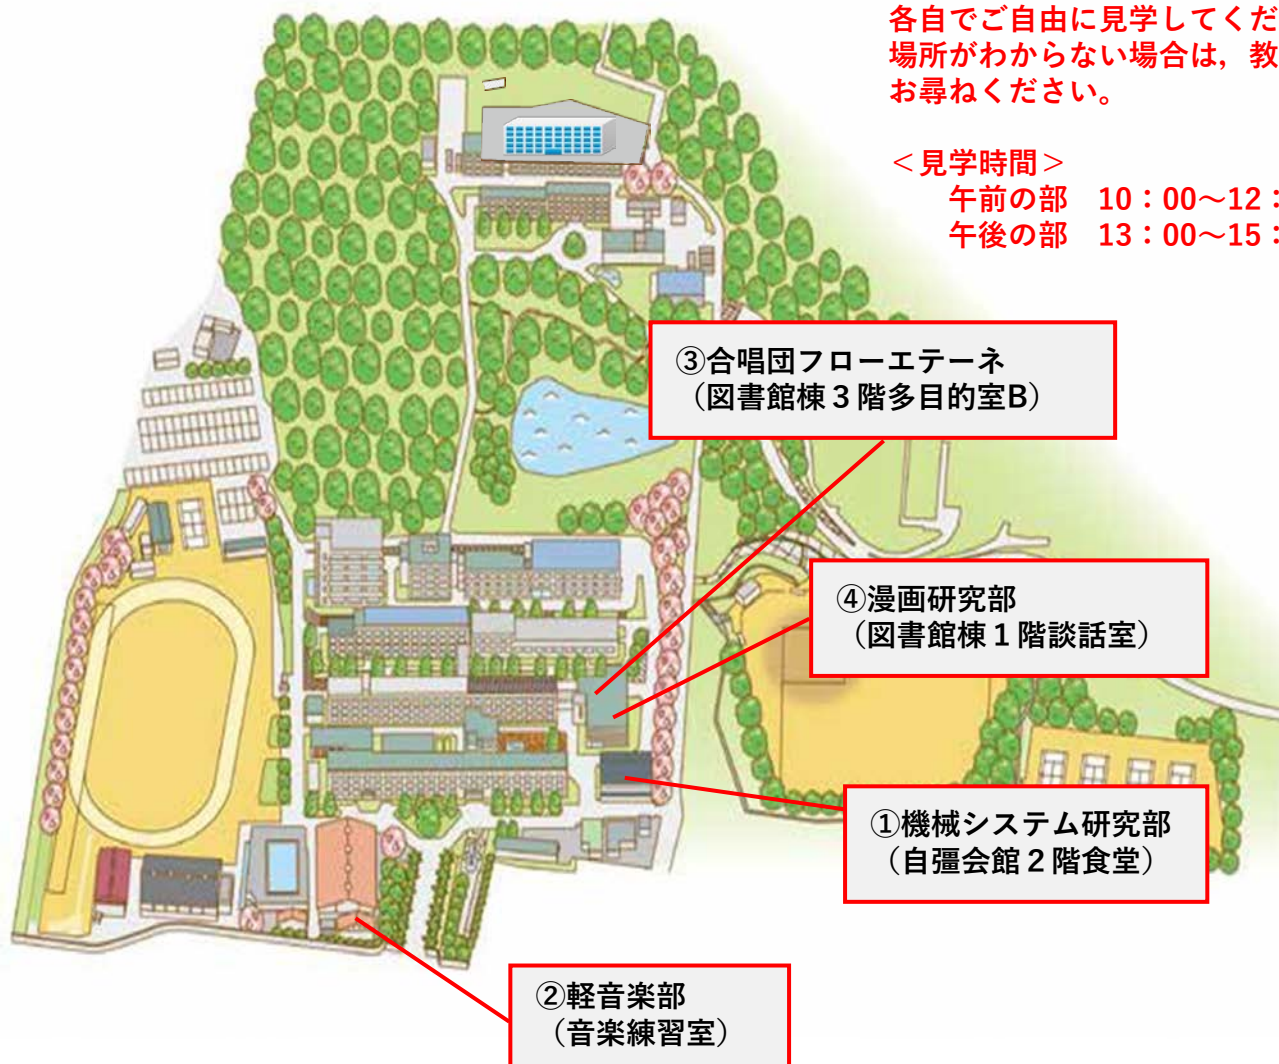 各自でご自由に見学してくだ
場所がわからない場合は，教
お尋ねください。
＜見学時間＞
午前の部　10：00～12：
午後の部　13：00～15：
③合唱団フローエテーネ
（図書館棟３階多目的室B）
④漫画研究部
（図書館棟１階談話室）
①機械システム研究部
（自彊会館２階食堂）
②軽音楽部
（音楽練習室）